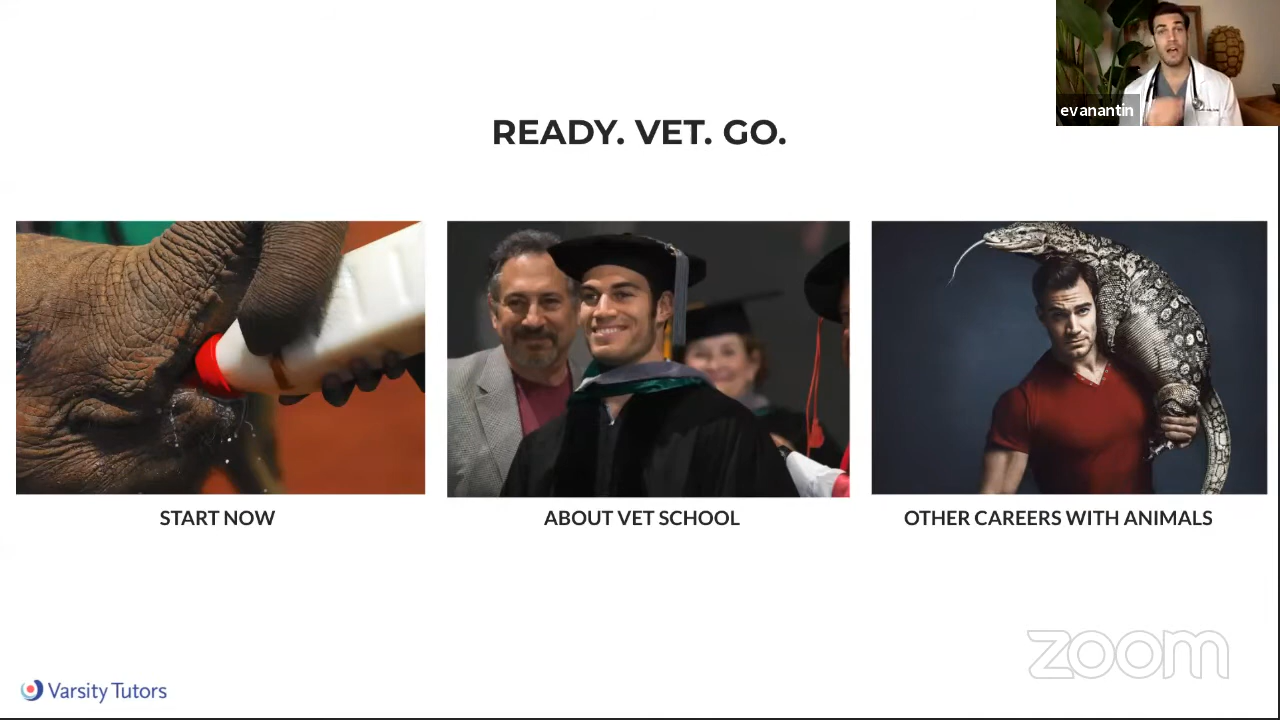 evanantin
READY. VET. GO.
START NOW
ABOUT VET SCHOOL
OTHER CAREERS WITH ANIMALS
zoom
Varsity Tutors